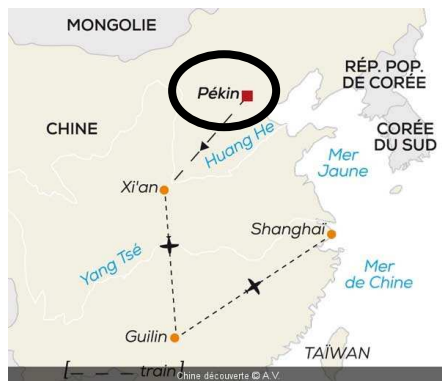 MONGOLIE
RÉP. POP.
DE CORÉE
Pékin
CHINE
Huang He
CORÉE
DU SUD
Mer
Jaune
Xi'an
Shanghaï
Yang Tsé
Mer
de Chine
Guilin
TAÏWAN
[--- train]
Chine découverte © A.V.